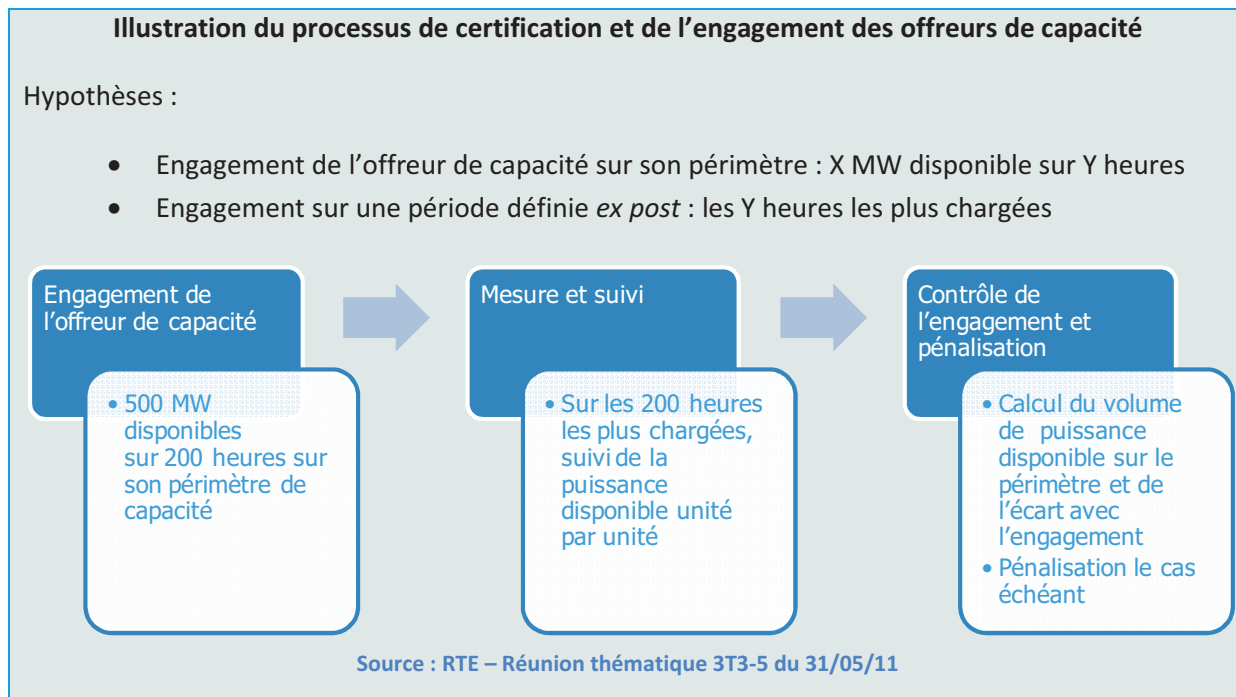 Illustration du processus de certification et de l’engagement des offreurs de capacité
Hypothèses :
• Engagement de l’offreur de capacité sur son périmètre : X MW disponible sur Y heures
• Engagement sur une période définie ex post : les Y heures les plus chargées
Engagement de
l’offreur de capacité
• 500 MW
disponibles
sur 200 heures sur
son périmètre de
capacité
Mesure et suivi
• Sur les 200 heures
les plus chargées,
suivi de la
puissance
disponible unité
par unité
Contrôle de
l’engagement et
pénalisation
• Calcul du volume
de puissance
disponible sur le
périmètre et de
l’écart avec
l’engagement
• Pénalisation le cas
échéant
Source : RTE – Réunion thématique 3T3-5 du 31/05/11